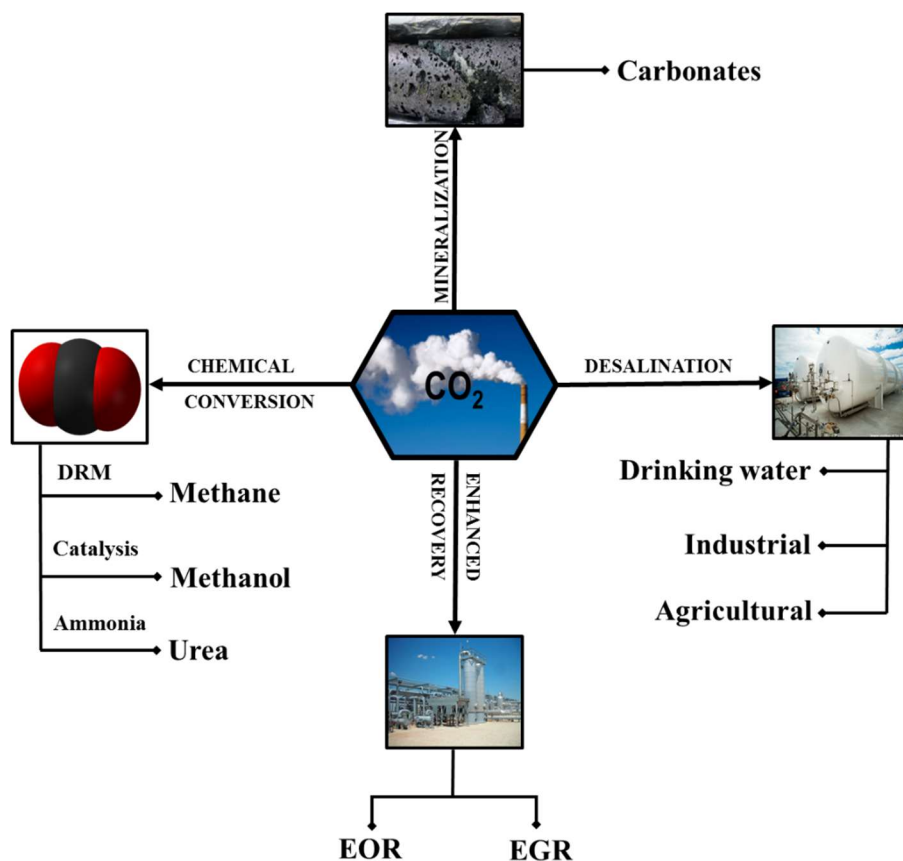 Carbonates
MINERALIZATION
CHEMICAL
CONVERSION
CO2
DESALINATION
DRM
Methane
Catalysis
Methanol
Ammonia
Urea
ENHANCED
RECOVERY
Drinking water
Industrial
Agricultural
EOR
EGR